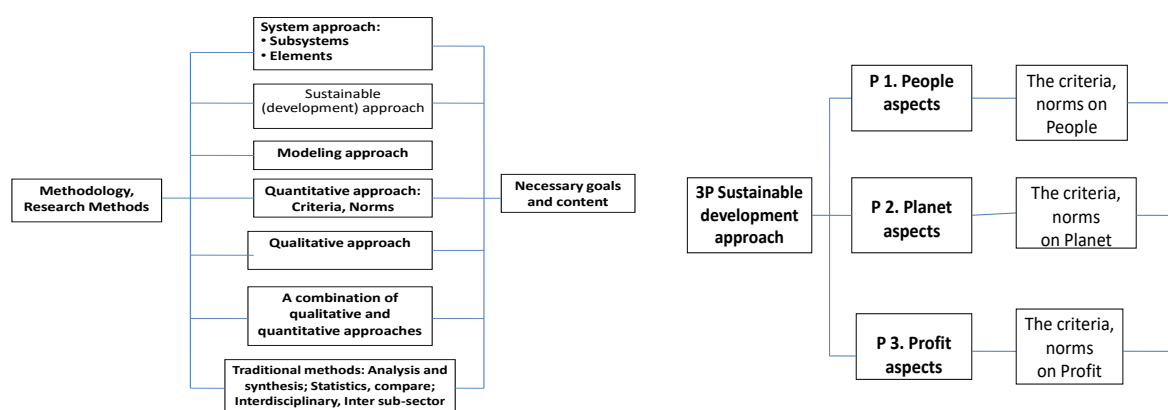 System approach:
• Subsystems
• Elements
Sustainable
(development) approach
Modeling approach
Methodology,
Research Methods
Quantitative approach:
Criteria, Norms
Necessary goals
and content
Qualitative approach
A combination of
qualitative and
quantitative approaches
Traditional methods: Analysis and
synthesis; Statistics, compare;
Interdisciplinary, Inter sub-sector
3P Sustainable
development
approach
P 1. People
aspects
The criteria,
norms on
People
P 2. Planet
aspects
The criteria,
norms
on Planet
P 3. Profit
aspects
The criteria,
norms
on Profit